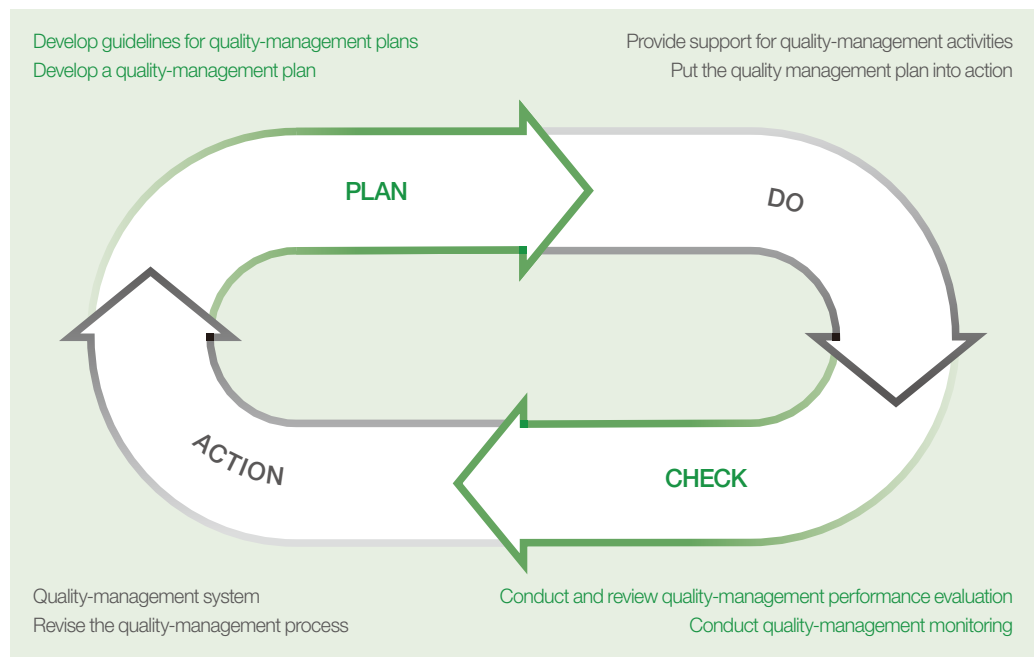 Develop guidelines for quality-management plans
Develop a quality-management plan
Provide support for quality-management activities
Put the quality management plan into action
PLAN
DO
ACTION
CHECK
Quality-management system
Revise the quality-management process
Conduct and review quality-management performance evaluation
Conduct quality-management monitoring